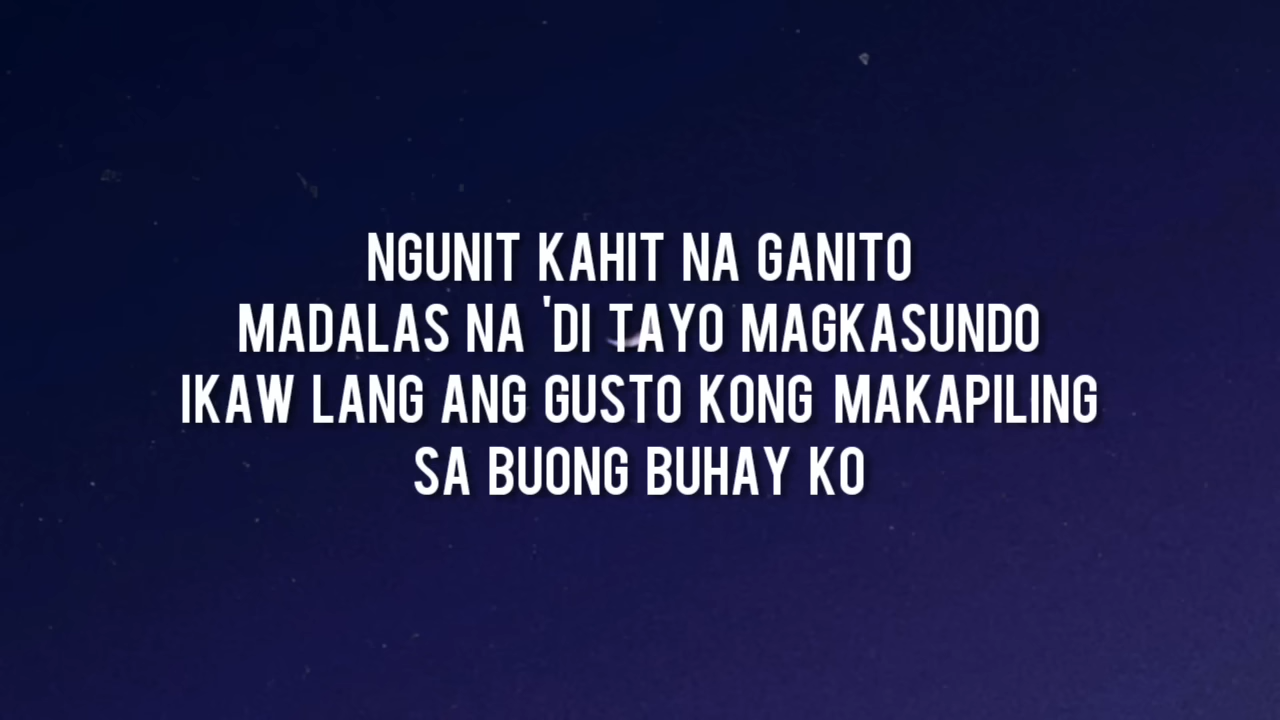 NGUNIT KAHIT NA GANITO
MADALAS NA 'DI TAYO MAGKASUNDO
IKAW LANG ANG GUSTO KONG MAKAPILING
SA BUONG BUHAY KO